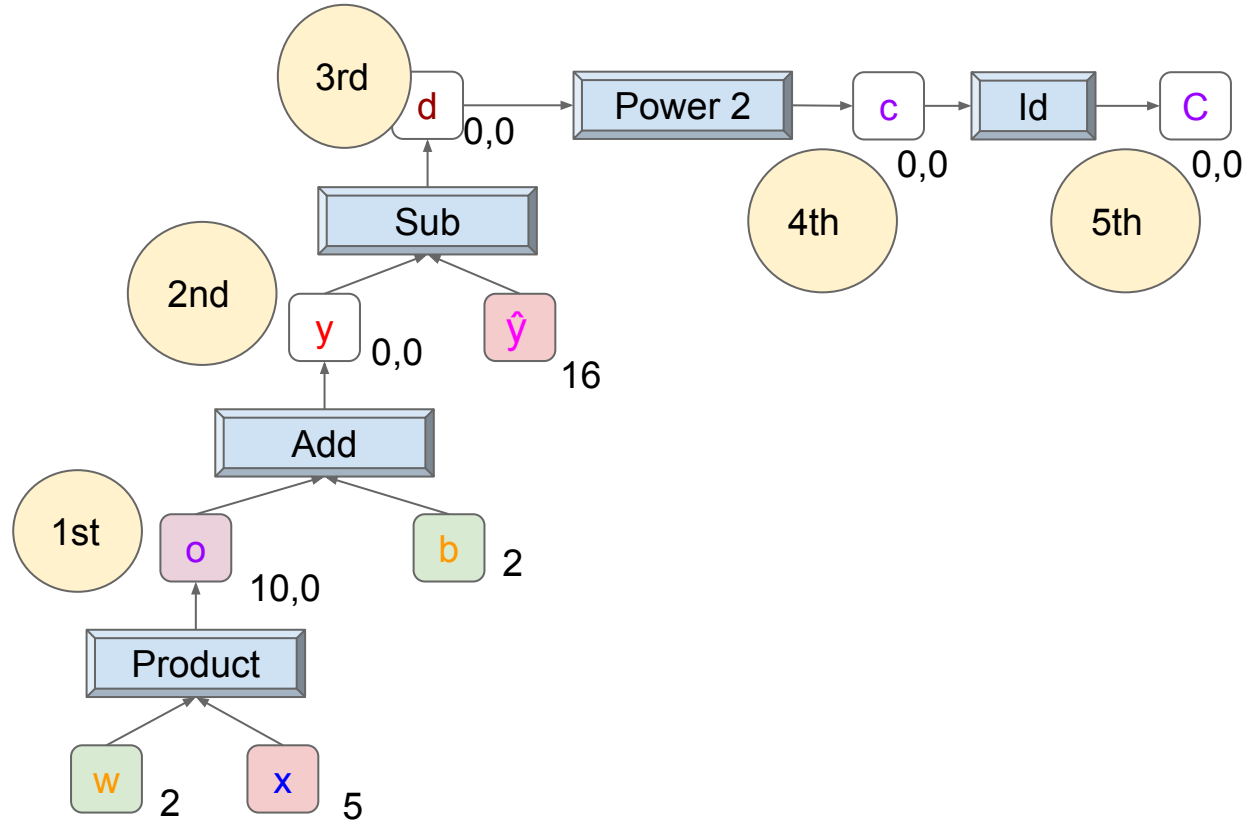 3rd
d
0,0
Power 2
c
0,0
Id
C
0,0
Sub
4th
5th
2nd
y
0,0
ŷ
16
Add
1st
o
10,0
b
2
Product
w
2
x
5